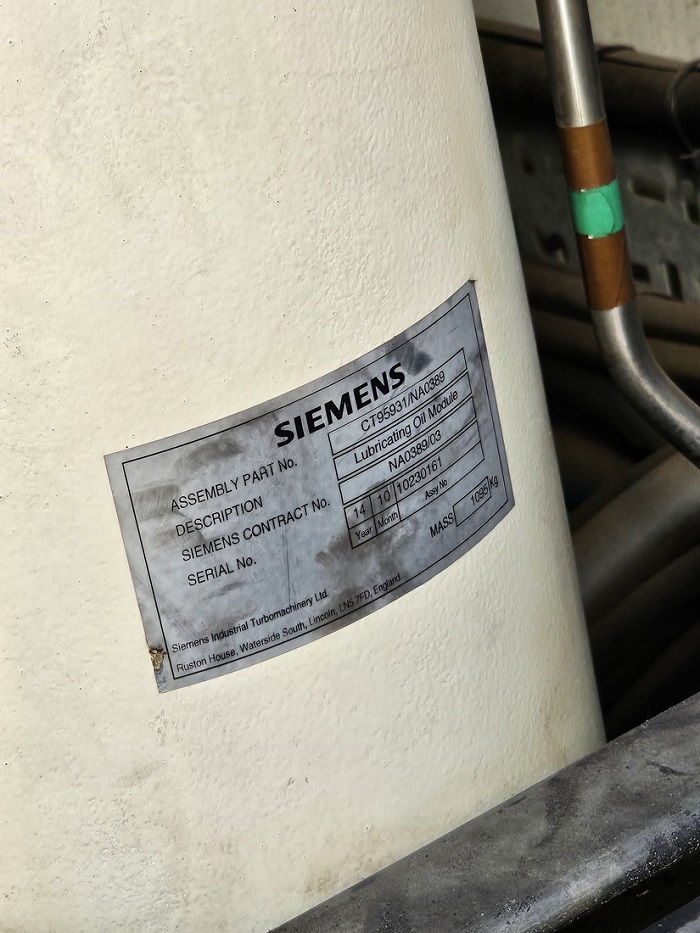 SIEMENS
ASSEMBLY PART No. CT95931/NA0389
DESCRIPTION Lubricating Oil Module
SIEMENS CONTRACT No. NA0389/03
SERIAL No. 14 10 10230161
Year Month Assy No
MASS 1095 Kg
Siemens Industrial Turbomachinery Ltd.
Ruston House, Waterside South, Lincoln, LN5 7FD, England